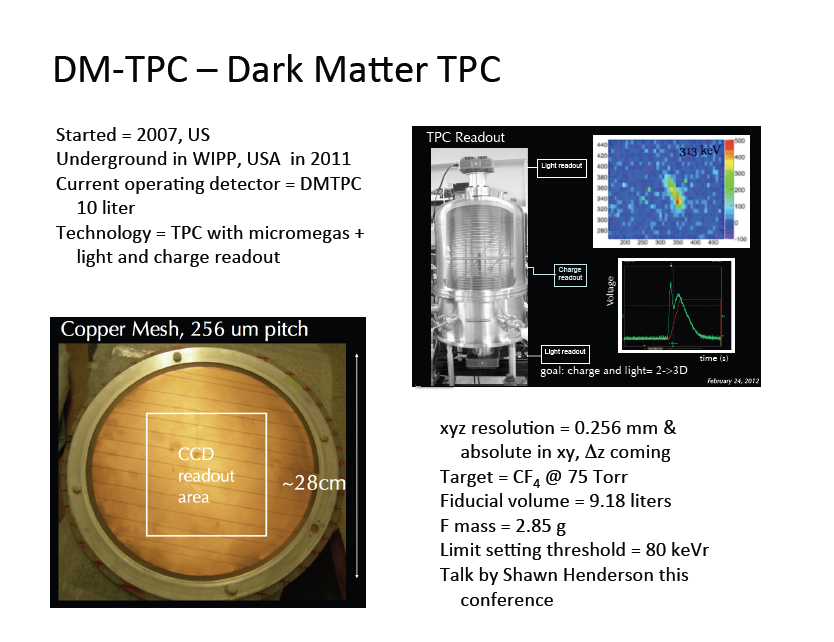 DM-TPC – Dark Matter TPC
Started = 2007, US
Underground in WIPP, USA in 2011
Current operating detector = DMTPC
10 liter
Technology = TPC with micromegas +
light and charge readout
TPC Readout
Light readout
Charge
readout
Light readout
313 keV
440
420
400
380
360
340
320
300
280
200 250 300 350 400 450
500
400
300
200
100
0
-100
Voltage
time (s)
goal: charge and light= 2->3D
February 24, 2012
Copper Mesh, 256 um pitch
CCD
readout
area
~28cm
xyz resolution = 0.256 mm &
absolute in xy, Δz coming
Target = CF₄ @ 75 Torr
Fiducial volume = 9.18 liters
F mass = 2.85 g
Limit setting threshold = 80 keVr
Talk by Shawn Henderson this
conference